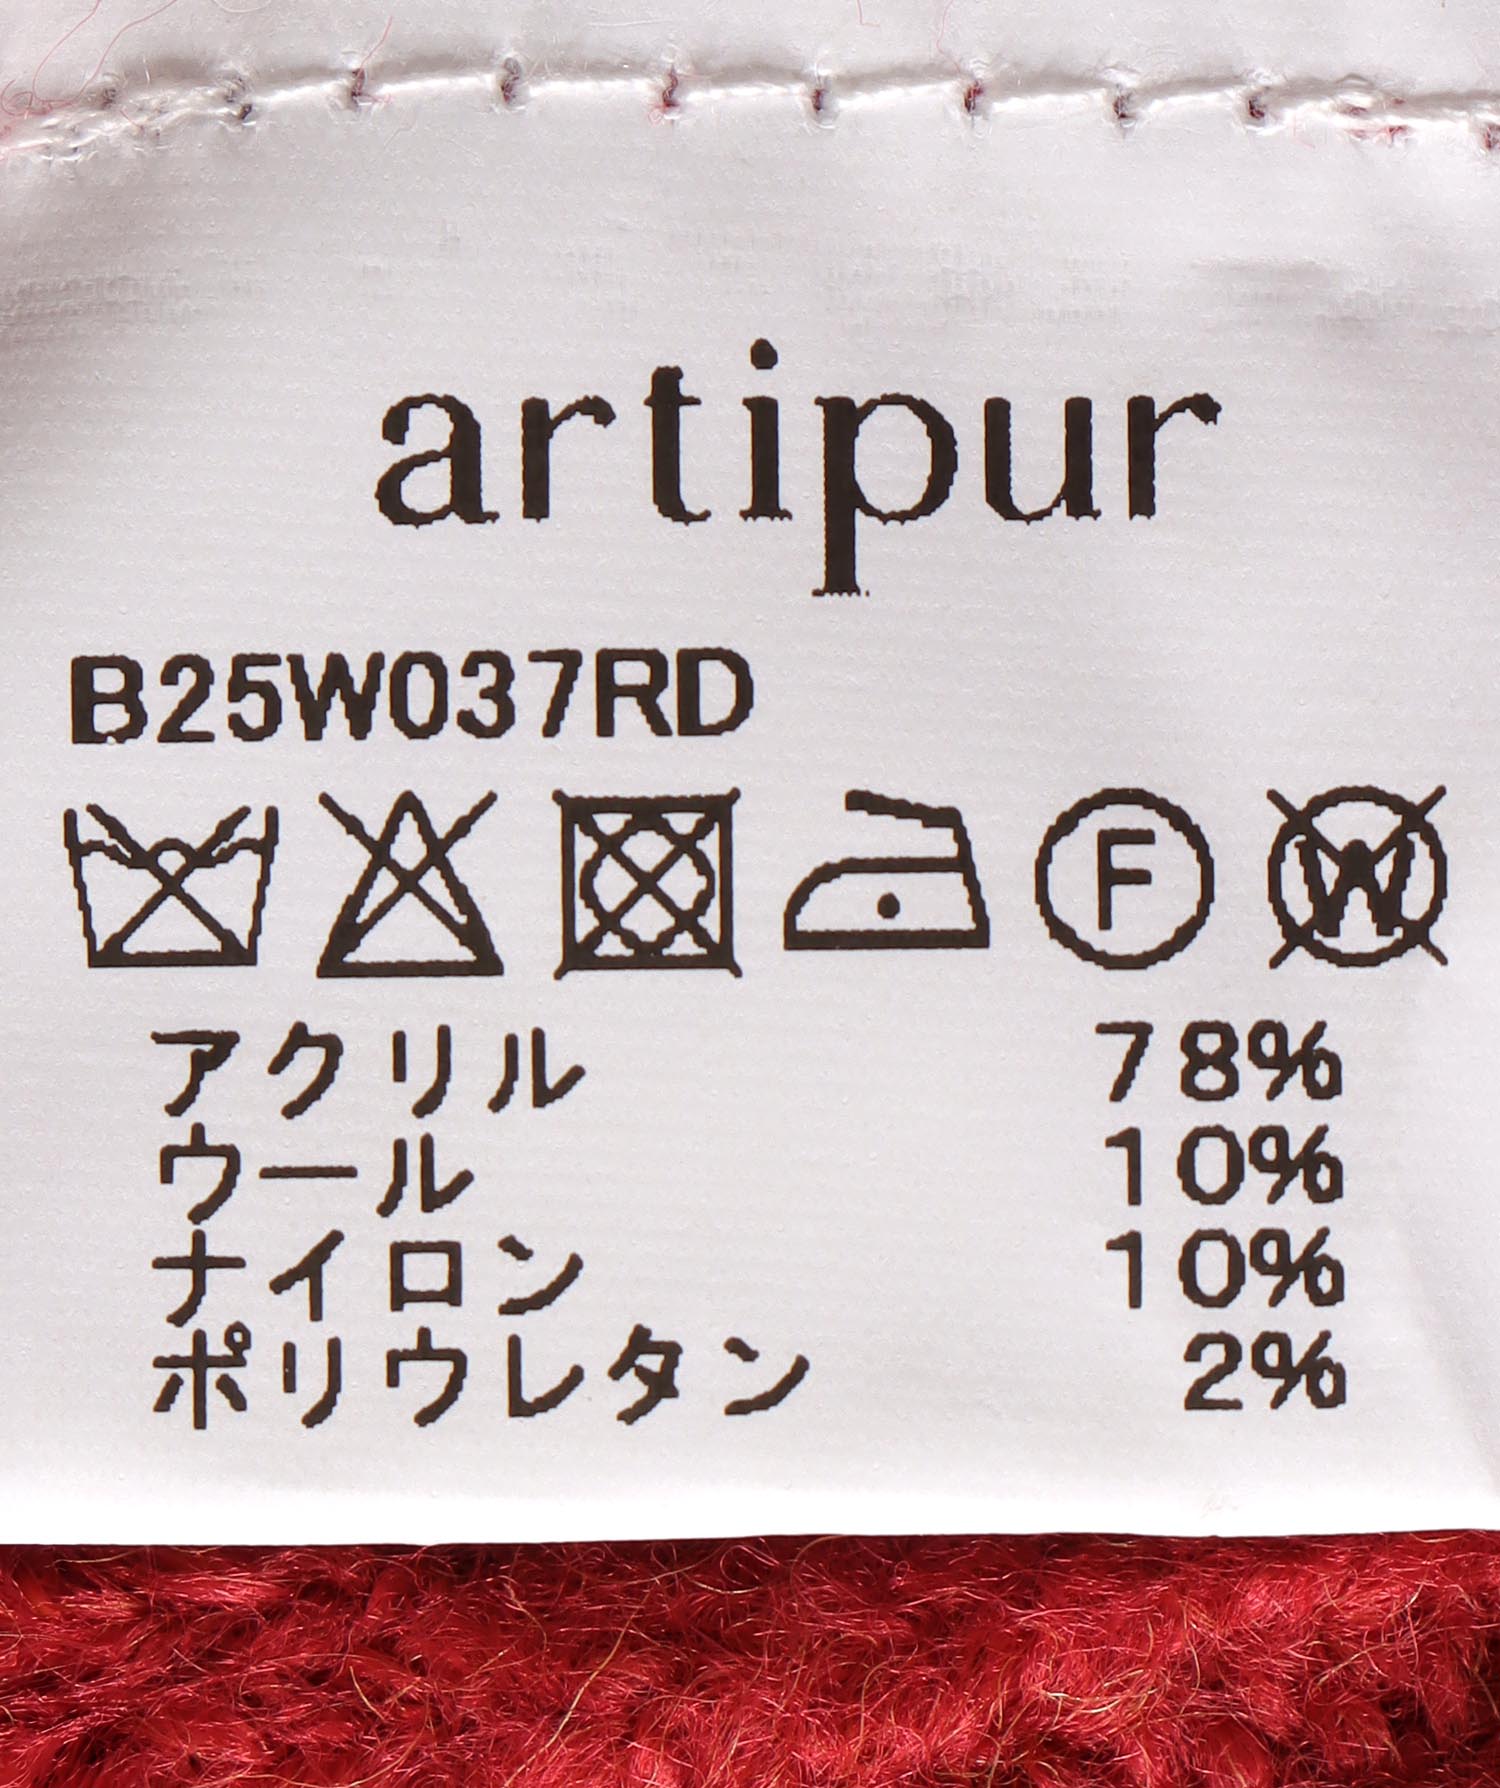 artipur
B25W037RD
F W
アクリル 78%
ウール 10%
ナイロン 10%
ポリウレタン 2%